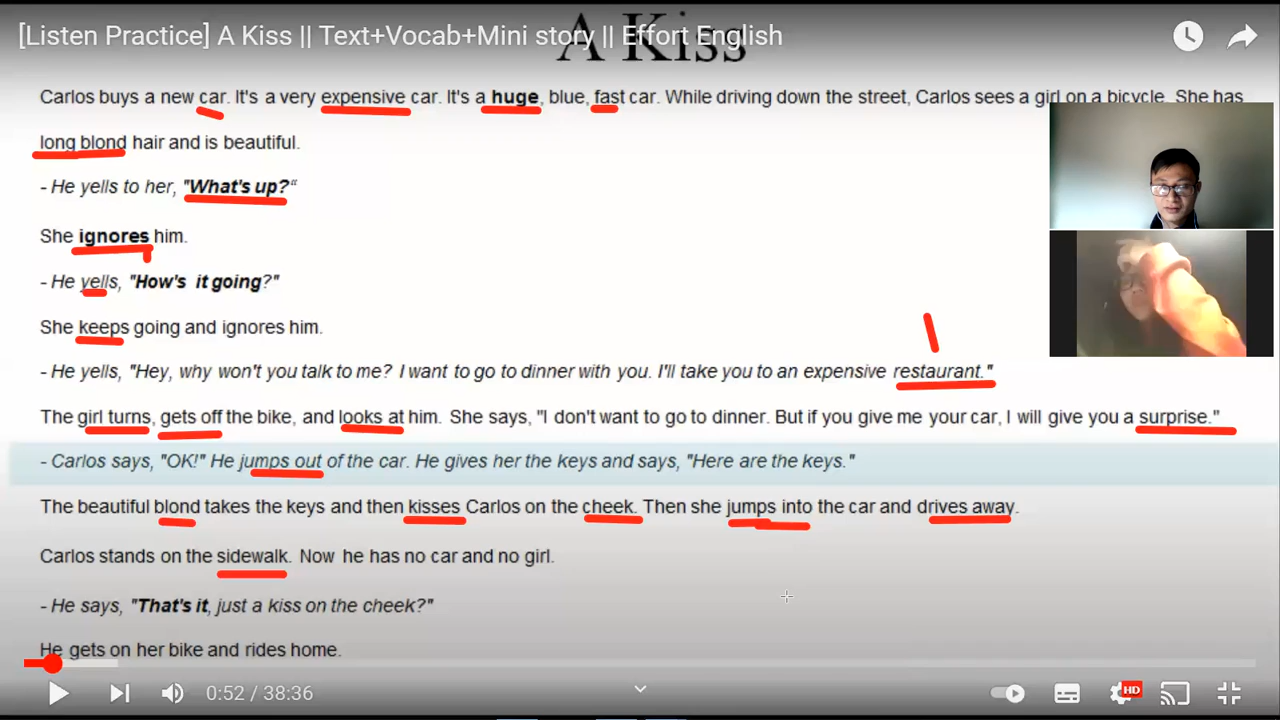 A Kiss
[Listen Practice] A Kiss || Text+Vocab+Mini story || Effort English
Carlos buys a new car. It's a very expensive car. It's a huge, blue, fast car. While driving down the street, Carlos sees a girl on a bicycle. She has
long blond hair and is beautiful.
- He yells to her, "What's up?“
She ignores him.
- He yells, "How's it going?"
She keeps going and ignores him.
- He yells, "Hey, why won't you talk to me? I want to go to dinner with you. I'll take you to an expensive restaurant."
The girl turns, gets off the bike, and looks at him. She says, "I don't want to go to dinner. But if you give me your car, I will give you a surprise."
- Carlos says, "OK!" He jumps out of the car. He gives her the keys and says, "Here are the keys."
The beautiful blond takes the keys and then kisses Carlos on the cheek. Then she jumps into the car and drives away.
Carlos stands on the sidewalk. Now he has no car and no girl.
- He says, "That's it, just a kiss on the cheek?"
He gets on her bike and rides home.
0:52 / 38:36
HD